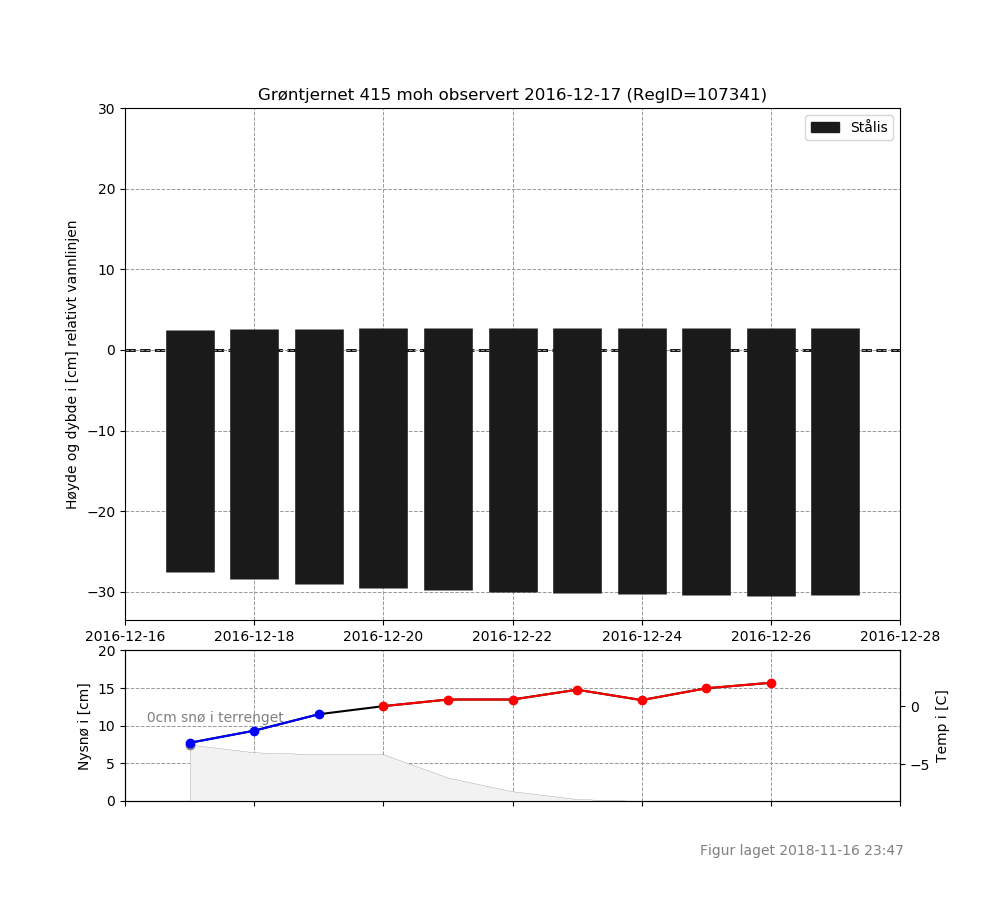 Grøntjernet 415 moh observert 2016-12-17 (RegID=107341)
Stålis
Høyde og dybde i [cm] relativt vannlinjen
30
20
10
0
−10
−20
−30
2016-12-16 2016-12-18 2016-12-20 2016-12-22 2016-12-24 2016-12-26 2016-12-28
Nysnø i [cm]
20
15
10
5
0
0cm snø i terrenget
0
−5
Temp i [C]
Figur laget 2018-11-16 23:47